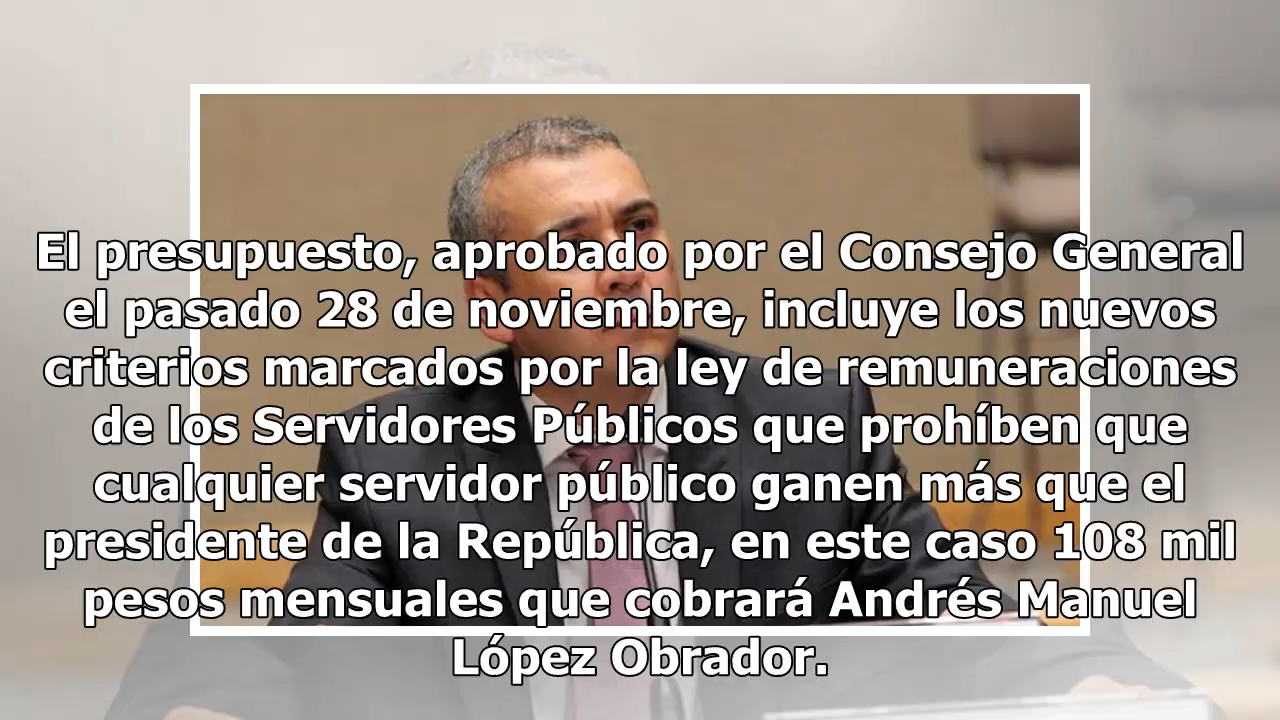 El presupuesto, aprobado por el Consejo General
el pasado 28 de noviembre, incluye los nuevos
criterios marcados por la ley de remuneraciones
de los Servidores Públicos que prohíben que
cualquier servidor público ganen más que el
presidente de la República, en este caso 108 mil
pesos mensuales que cobrará Andrés Manuel
López Obrador.